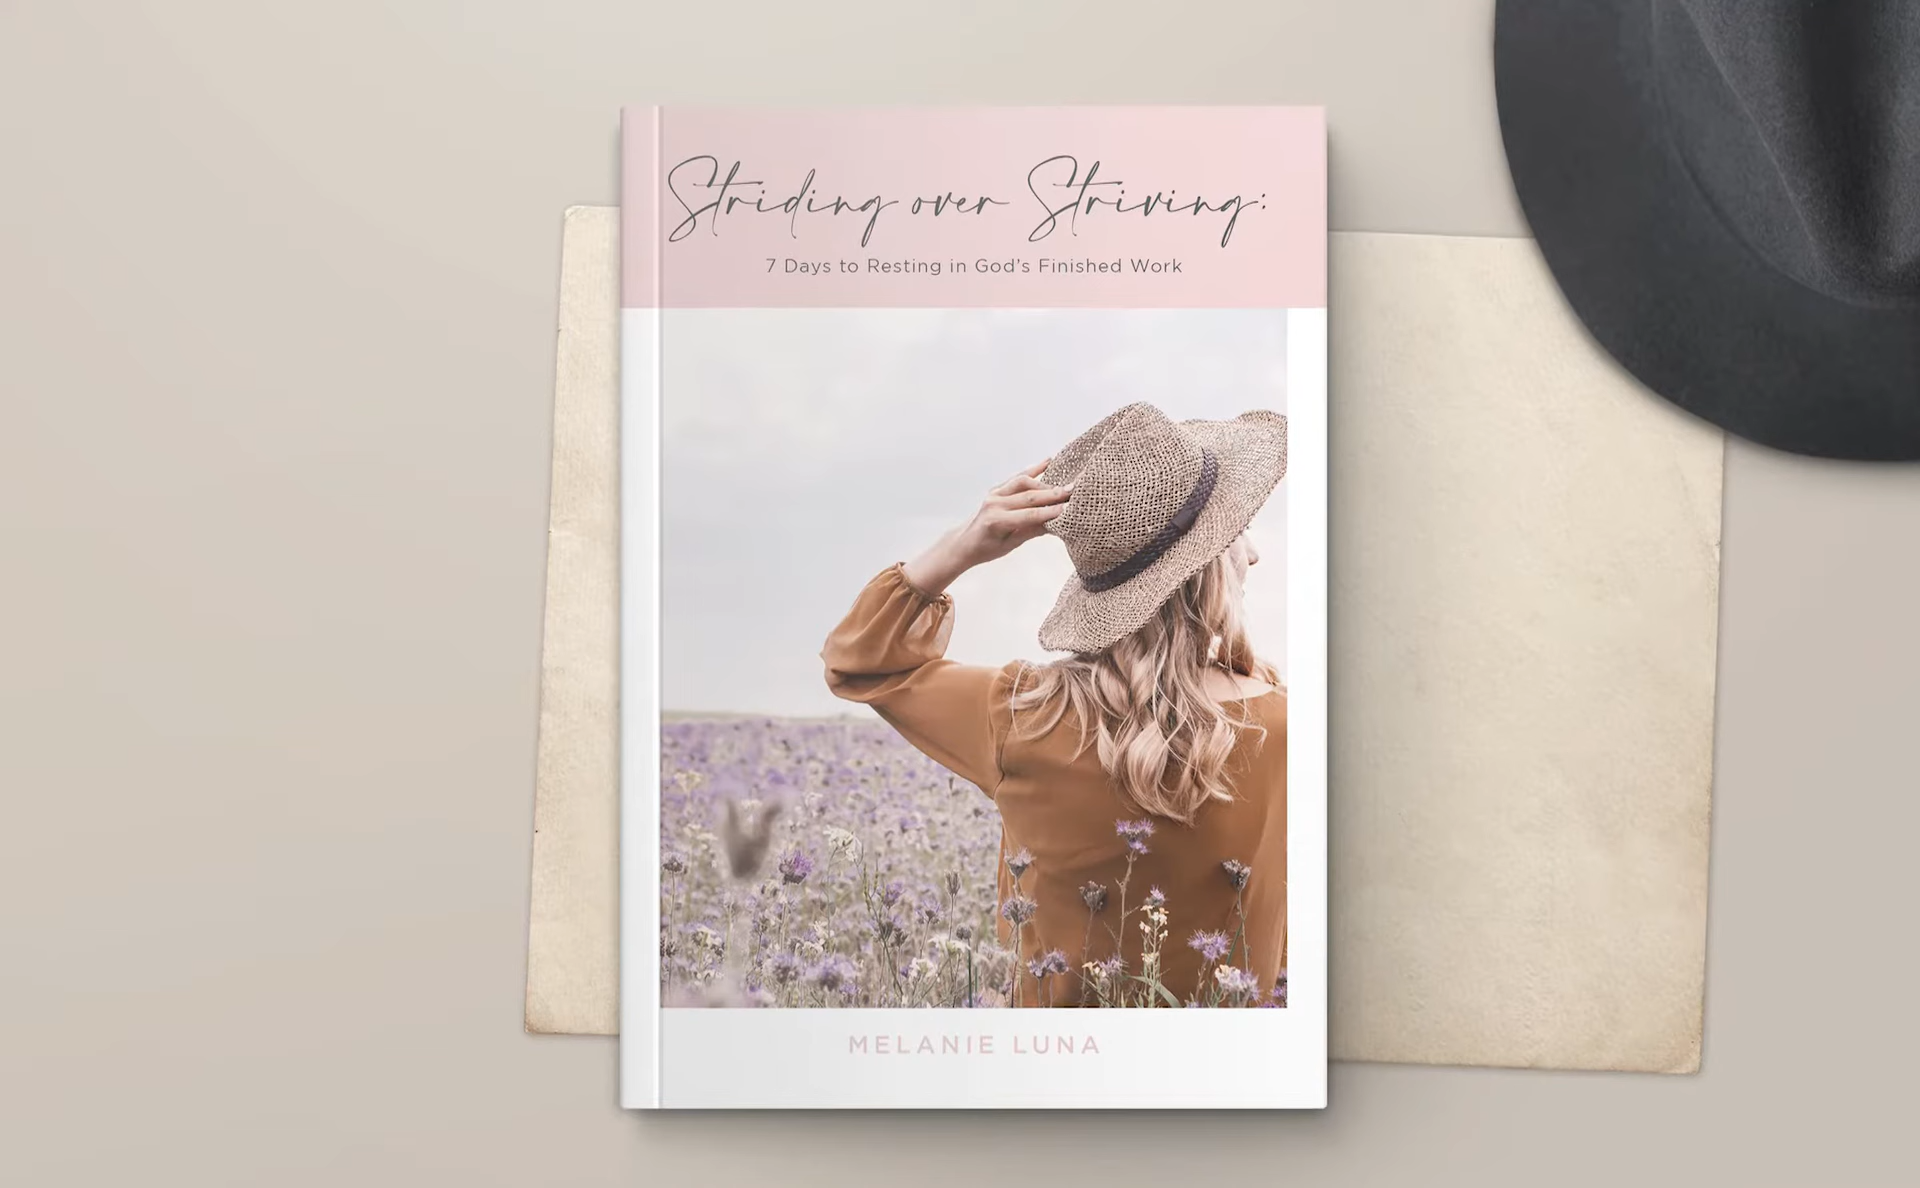 Striding over Striving:
7 Days to Resting in God's Finished Work
MELANIE LUNA